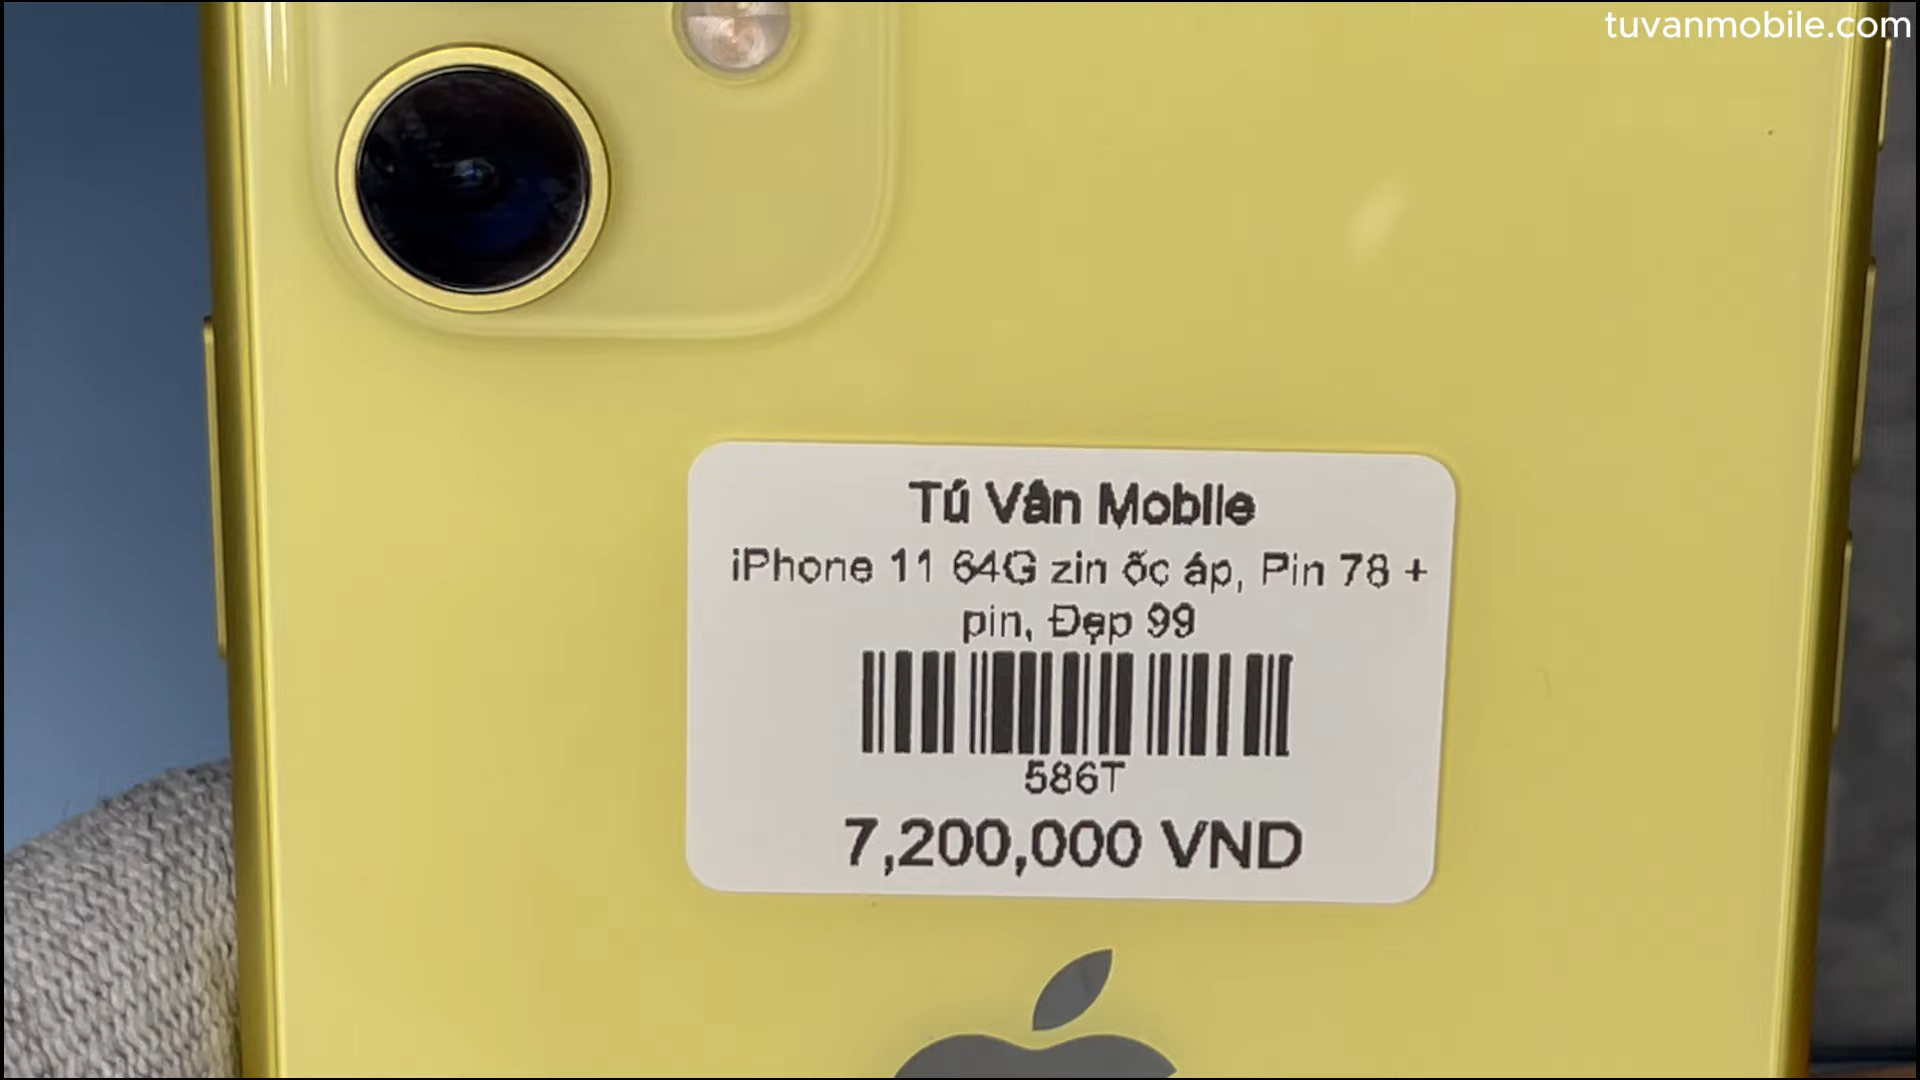 tuvanmobile.com
Tú Vân Mobile
iPhone 11 64G zin ốc áp, Pin 78 +
pin, Đẹp 99
586T
7,200,000 VND